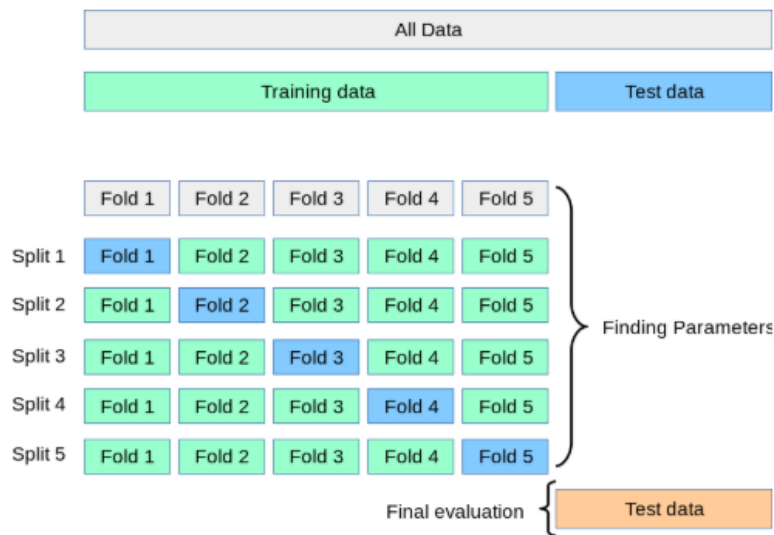 All Data
Training data Test data
Fold 1 Fold 2 Fold 3 Fold 4 Fold 5
Split 1 Fold 1 Fold 2 Fold 3 Fold 4 Fold 5
Split 2 Fold 1 Fold 2 Fold 3 Fold 4 Fold 5
Finding Parameters
Split 3 Fold 1 Fold 2 Fold 3 Fold 4 Fold 5
Split 4 Fold 1 Fold 2 Fold 3 Fold 4 Fold 5
Split 5 Fold 1 Fold 2 Fold 3 Fold 4 Fold 5
Final evaluation Test data